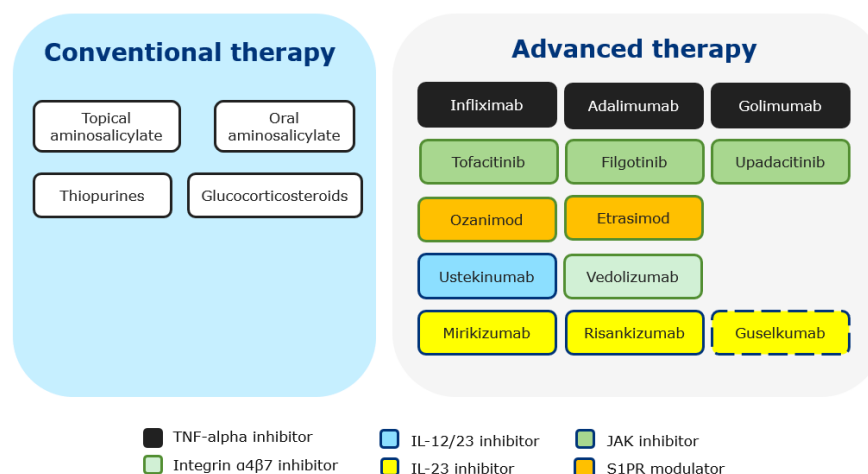 Conventional therapy
Topical
aminosalicylate
Oral
aminosalicylate
Thiopurines
Glucocorticosteroids
Advanced therapy
Infliximab
Adalimumab
Golimumab
Tofacitinib
Filgotinib
Upadacitinib
Ozanimod
Etrasimod
Ustekinumab
Vedolizumab
Mirikizumab
Risankizumab
Guselkumab
TNF-alpha inhibitor
IL-12/23 inhibitor
JAK inhibitor
Integrin α4β7 inhibitor
IL-23 inhibitor
S1PR modulator